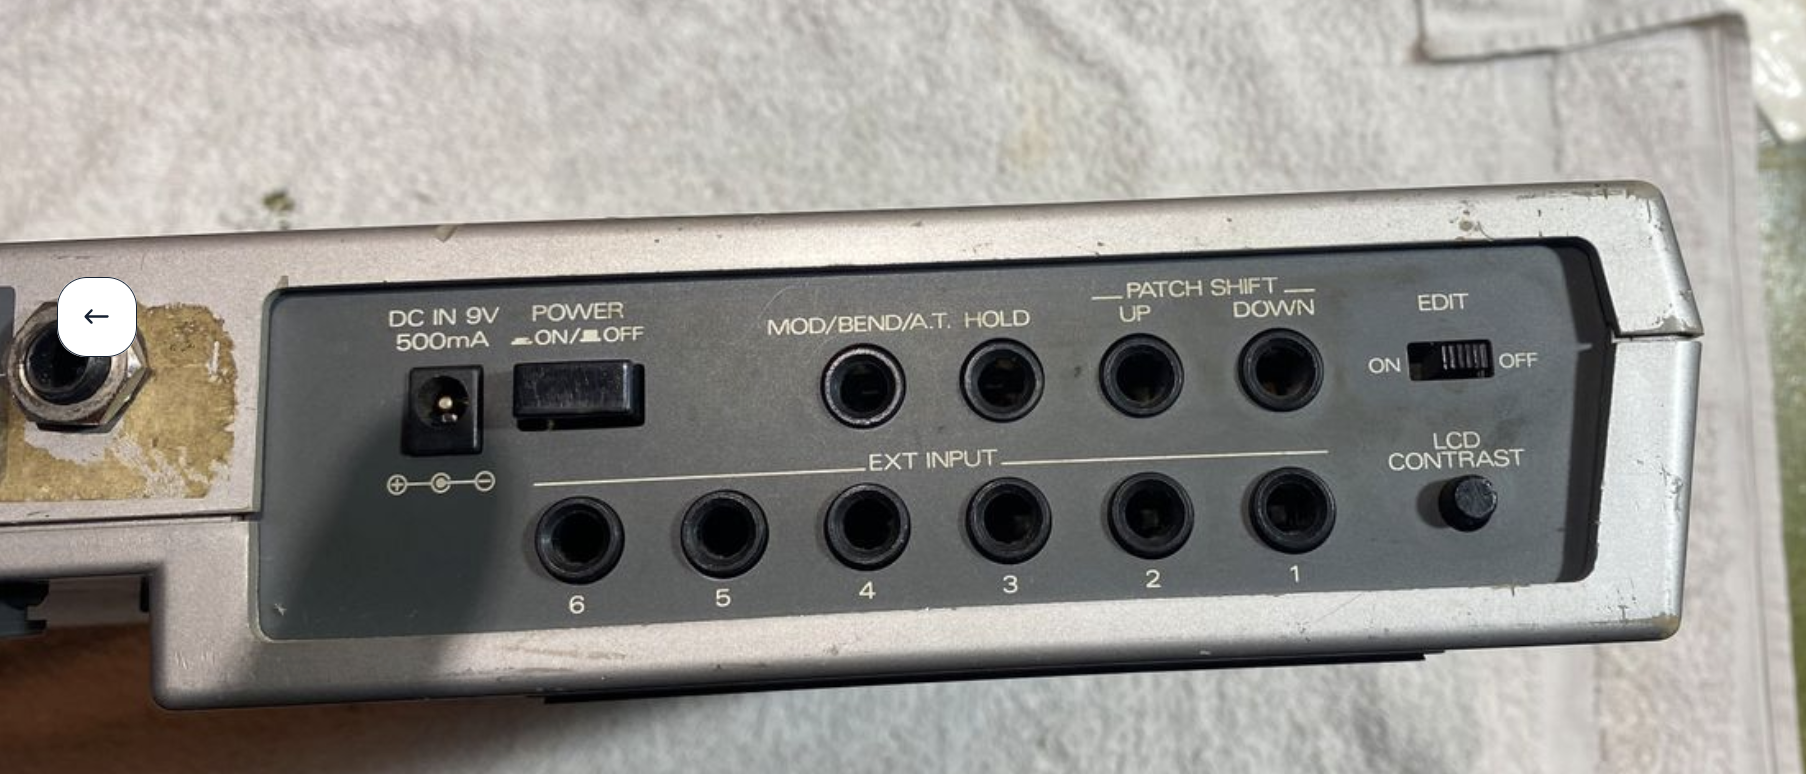 DC IN 9V
500mA
POWER
ON/ OFF
MOD/BEND/A.T.
HOLD
PATCH SHIFT
UP
DOWN
EDIT
ON
OFF
LCD
CONTRAST
EXT INPUT
6
5
4
3
2
1